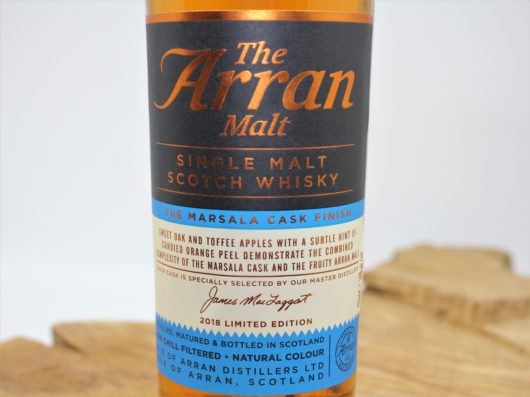 The
Arran
Malt
SINGLE MALT
SCOTCH WHISKY
THE MARSALA CASK FINISH
SWEET OAK AND TOFFEE APPLES WITH A SUBTLE HINT OF
CANDIED ORANGE PEEL DEMONSTRATE THE COMBINED
COMPLEXITY OF THE MARSALA CASK AND THE FRUITY ARRAN
CASK IS SPECIALLY SELECTED BY OUR MASTER
James MacTaggart
2018 LIMITED EDITION
MATURED & BOTTLED IN SCOTLAND
CHILL FILTERED • NATURAL COLOUR
OF ARRAN DISTILLERS LTD
OF ARRAN, SCOTLAND
Arran